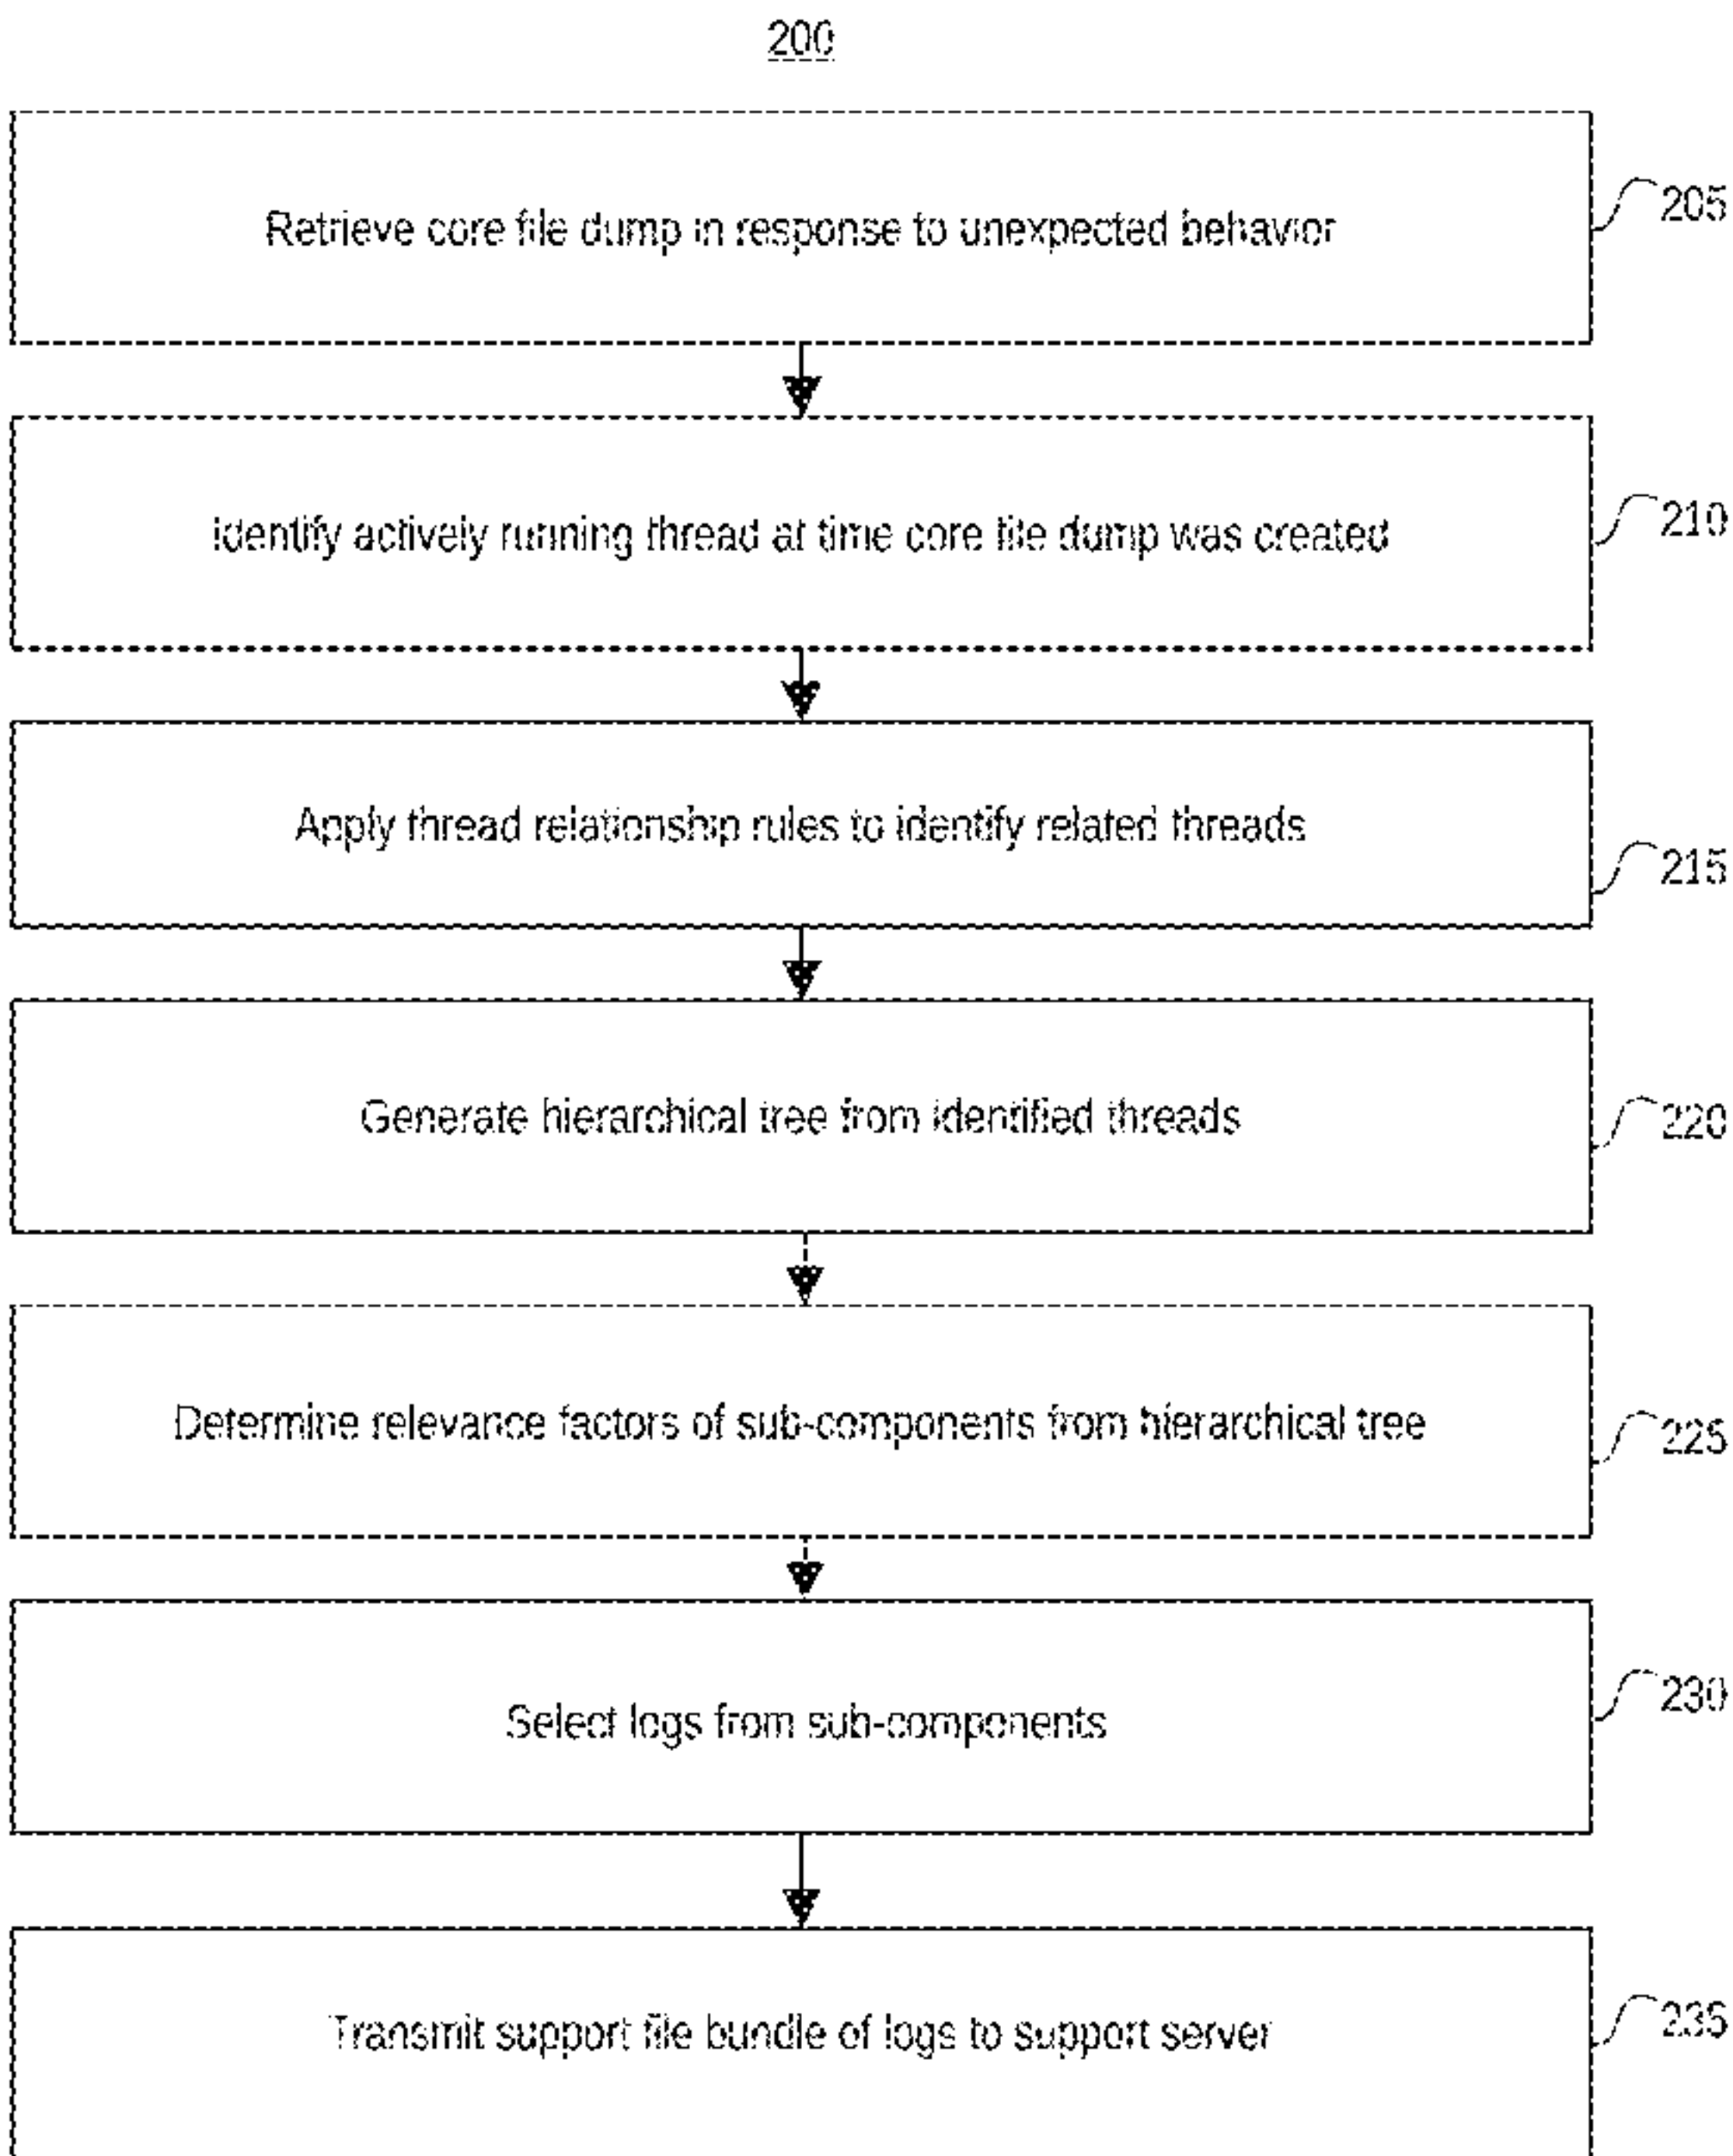 200
Retrieve core file dump in response to unexpected behavior
205
Identify actively running thread at time core file dump was created
210
Apply thread relationship rules to identify related threads
215
Generate hierarchical tree from identified threads
220
Determine relevance factors of sub-components from hierarchical tree
225
Select logs from sub-components
230
Transmit support file bundle of logs to support server
235